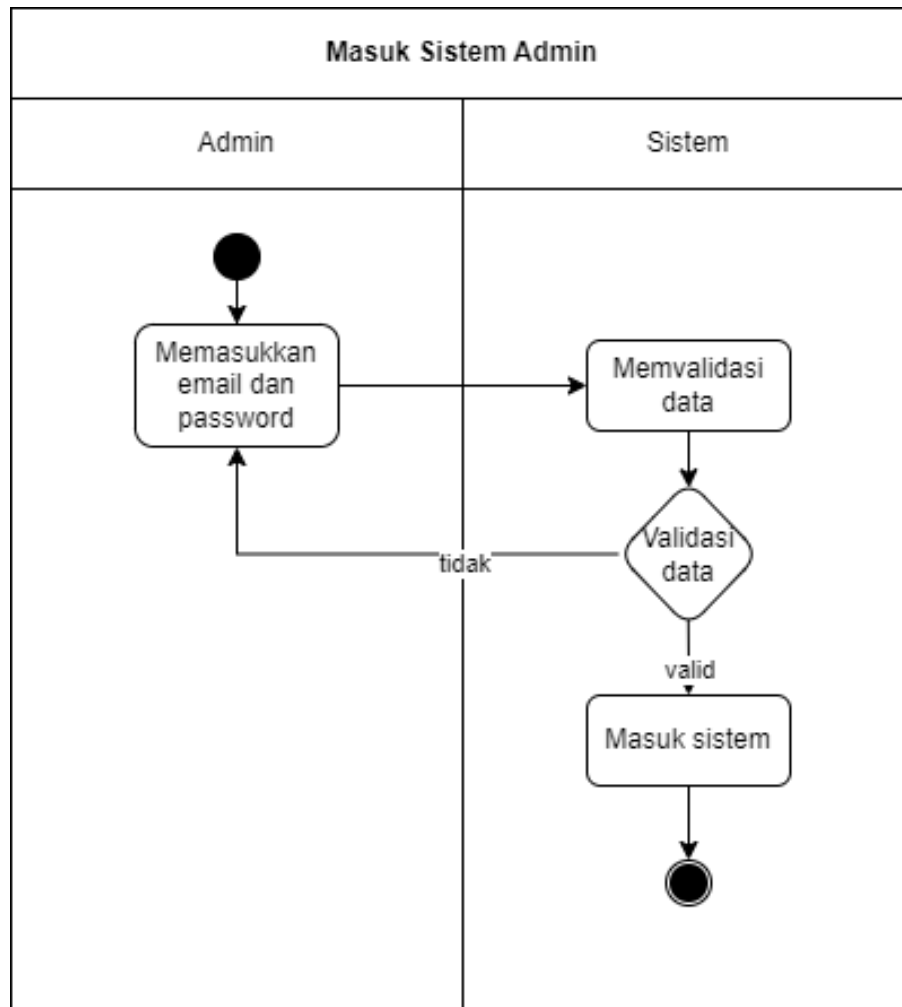 Masuk Sistem Admin
Admin
Sistem
Memasukkan
email dan
password
Memvalidasi
data
Validasi
data
tidak
valid
Masuk sistem